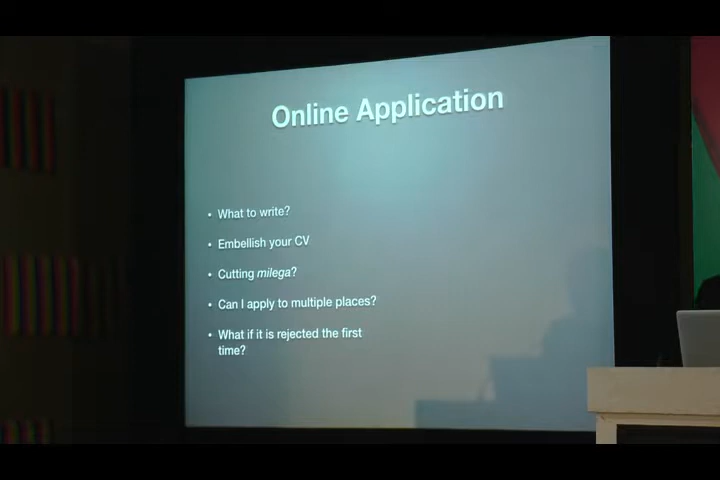 Online Application
• What to write?
• Embellish your CV
• Cutting milega?
• Can I apply to multiple places?
• What if it is rejected the first
time?